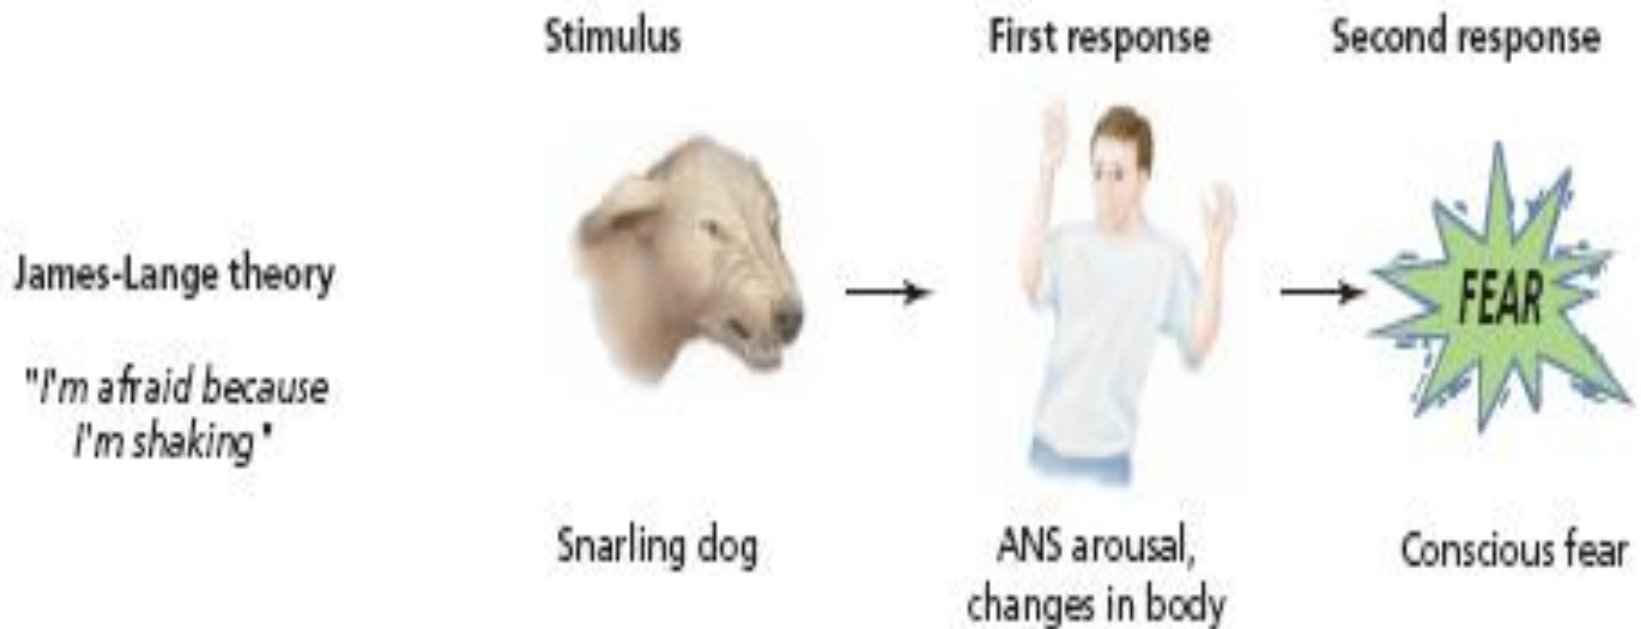 Stimulus
First response
Second response
James-Lange theory
"I'm afraid because
I'm shaking"
FEAR
Snarling dog
ANS arousal,
changes in body
Conscious fear